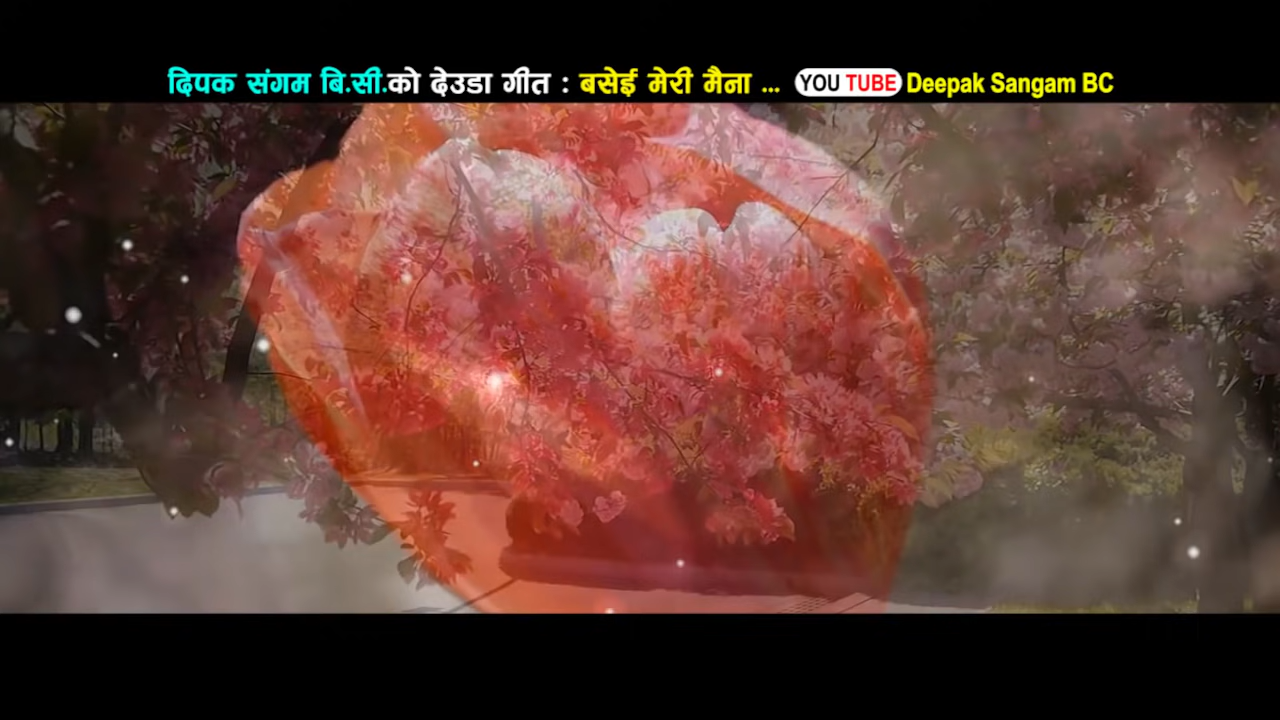 दिपक संगम बि.सी.को देउडा गीत : बसेई मेरी मैना ... YOU TUBE Deepak Sangam BC